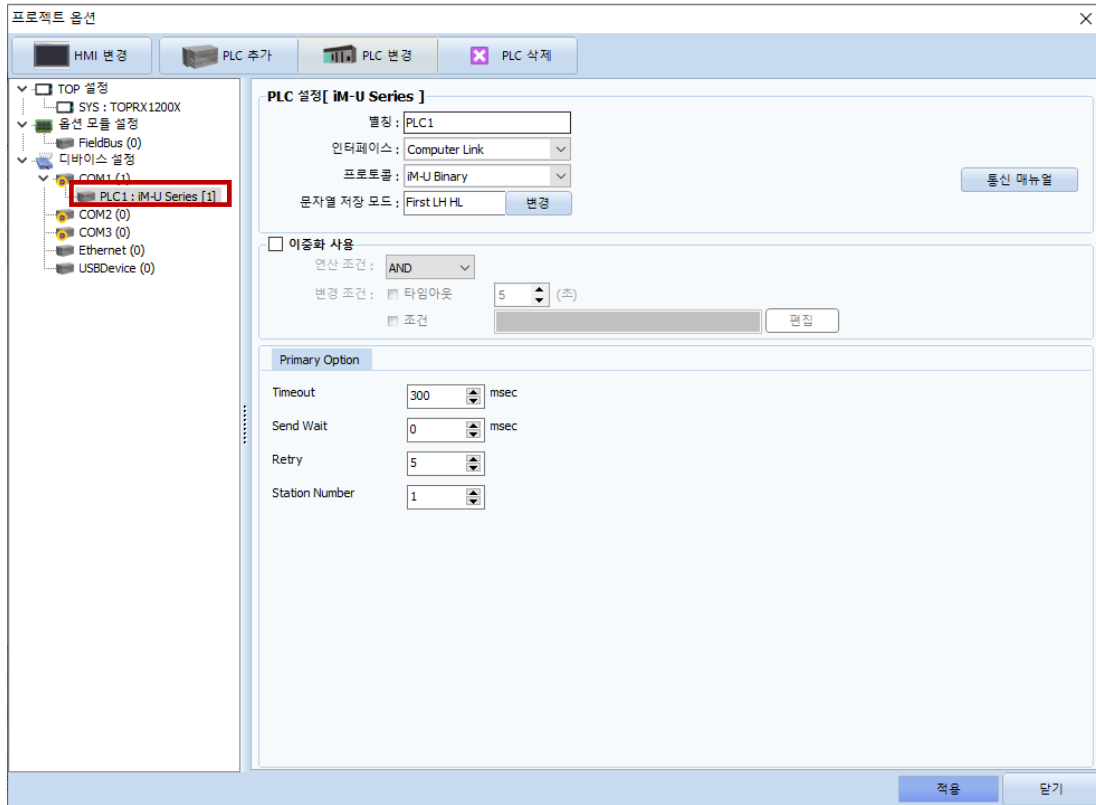 프로젝트 옵션
HMI 변경
PLC 추가
PLC 변경
PLC 삭제
TOP 설정
SYS : TOPRX1200X
옵션 모듈 설정
FieldBus (0)
디바이스 설정
COM1 (1)
PLC1 : iM-U Series [1]
COM2 (0)
COM3 (0)
Ethernet (0)
USBDevice (0)
PLC 설정[ iM-U Series ]
별칭 : PLC1
인터페이스 : Computer Link
프로토콜 : iM-U Binary
통신 매뉴얼
문자열 저장 모드 : First LH HL 변경
이중화 사용
연산 조건 : AND
변경 조건 : 타임아웃 5 (초)
조건 편집
Primary Option
Timeout 300 msec
Send Wait 0 msec
Retry 5
Station Number 1
적용 닫기